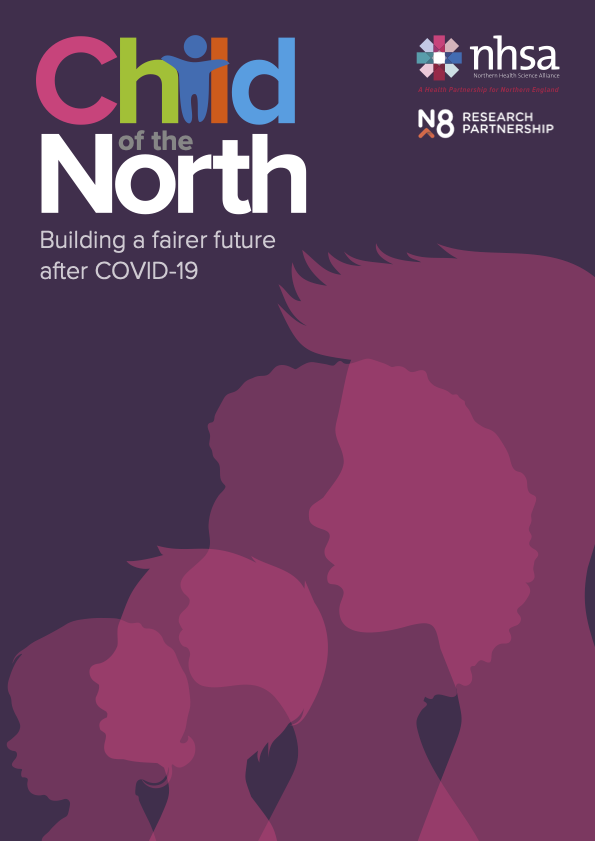 Child
of the
North
Building a fairer future
after COVID-19
nhsa
Northern Health Science Alliance
A Health Partnership for Northern England
N8 RESEARCH
PARTNERSHIP